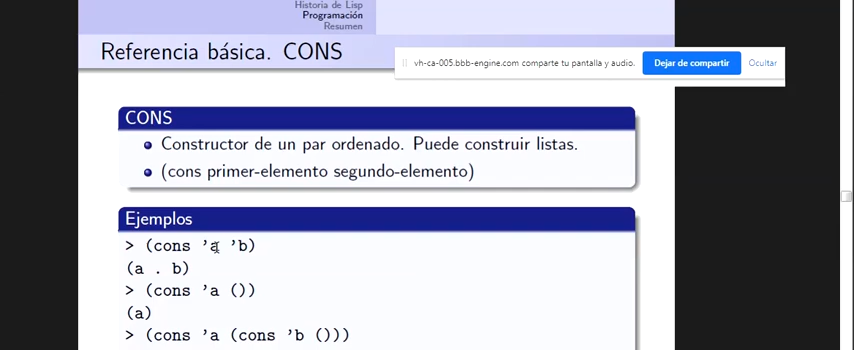 Historia de Lisp
Programación
Resumen
Referencia básica. CONS
vh-ca-005.bbb-engine.com comparte tu pantalla y audio.
Dejar de compartir
Ocultar
CONS
Constructor de un par ordenado. Puede construir listas.
(cons primer-elemento segundo-elemento)
Ejemplos
> (cons 'a 'b)
(a . b)
> (cons 'a ())
(a)
> (cons 'a (cons 'b ()))